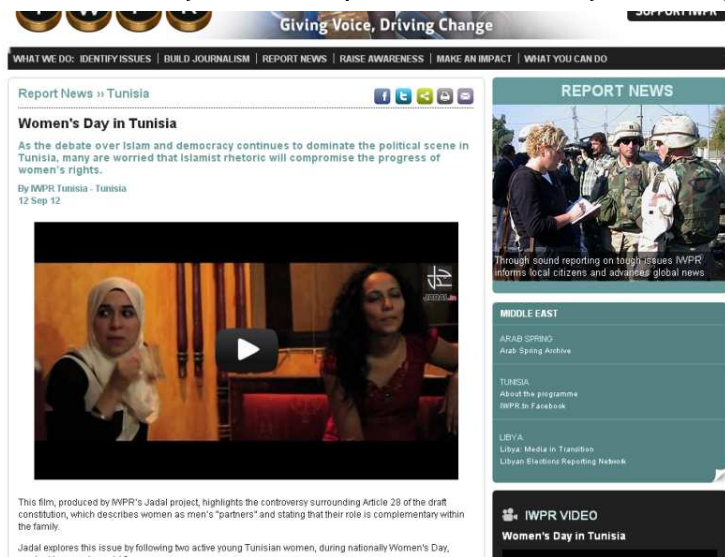 Giving Voice, Driving Change
SUPPORT IWPR
WHAT WE DO: IDENTIFY ISSUES | BUILD JOURNALISM | REPORT NEWS | RAISE AWARENESS | MAKE AN IMPACT | WHAT YOU CAN DO
Report News » Tunisia
Women's Day in Tunisia
As the debate over Islam and democracy continues to dominate the political scene in
Tunisia, many are worried that Islamist rhetoric will compromise the progress of
women's rights.
By IWPR Tunisia - Tunisia
12 Sep 12
JADAL.tn
This film, produced by IWPR's Jadal project, highlights the controversy surrounding Article 28 of the draft
constitution, which describes women as men's "partners" and stating that their role is complementary within
the family.
Jadal explores this issue by following two active young Tunisian women, during nationally Women's Day,
REPORT NEWS
Through sound reporting on tough issues IWPR
informs local citizens and advances global news
MIDDLE EAST
ARAB SPRING
Arab Spring Archive
TUNISIA
About the programme
IWPR.tn Facebook
LIBYA
Libya: Media in Transition
Libyan Elections Reporting Network
IWPR VIDEO
Women's Day in Tunisia